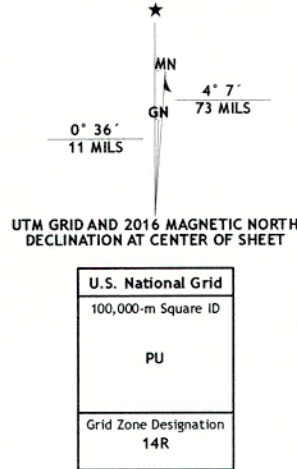 ★
MN
4° 7´
73 MILS
GN
0° 36´
11 MILS
UTM GRID AND 2016 MAGNETIC NORTH
DECLINATION AT CENTER OF SHEET
U.S. National Grid
100,000-m Square ID
PU
Grid Zone Designation
14R